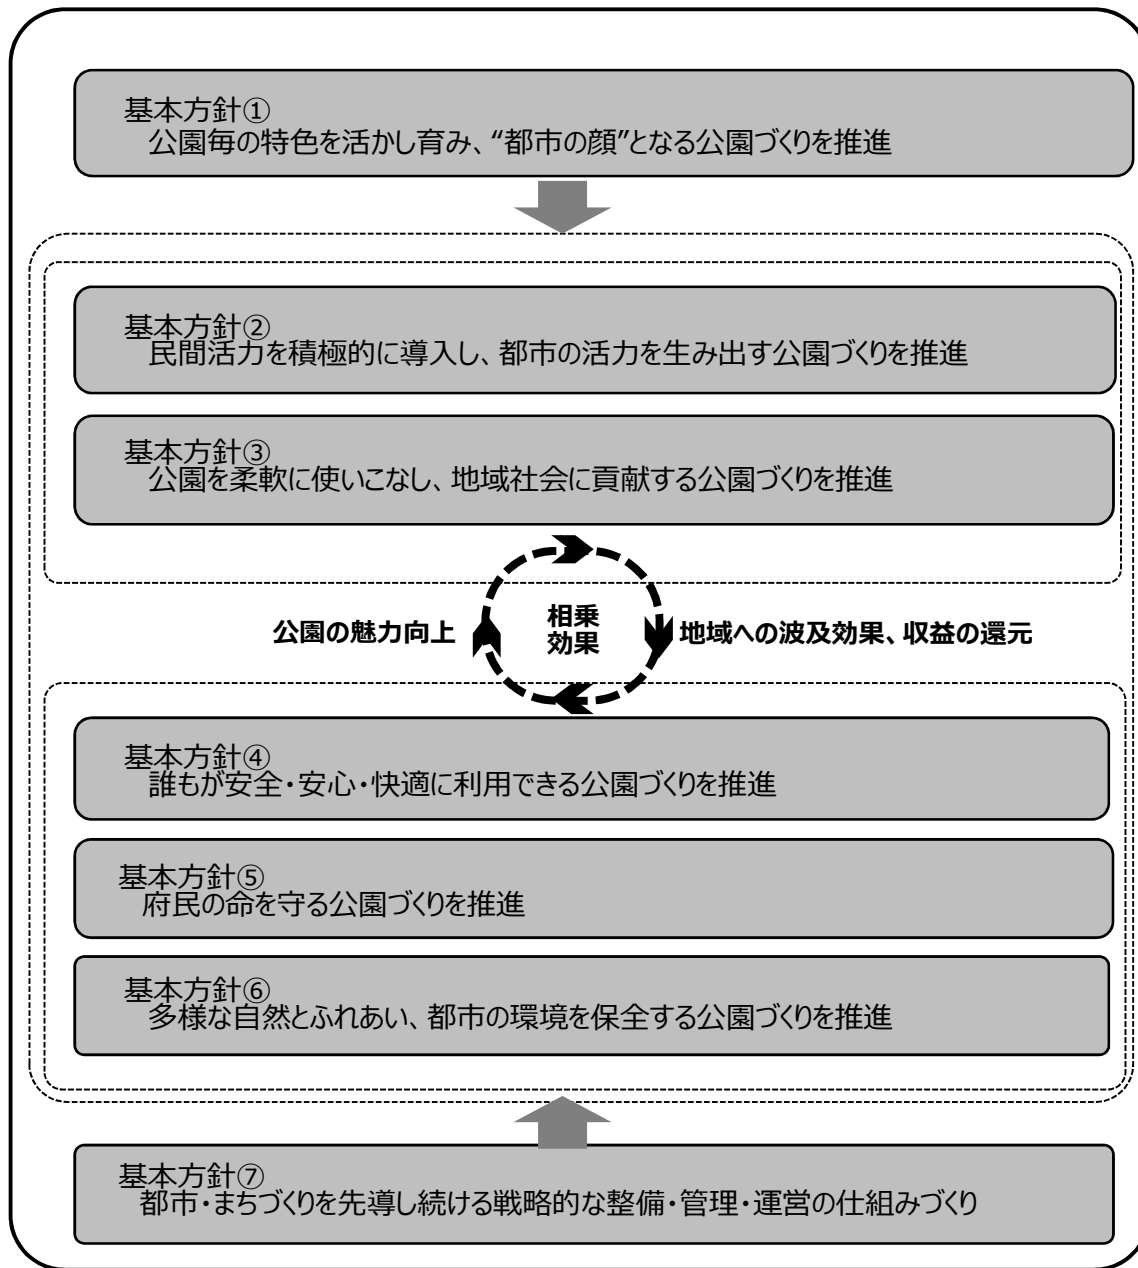 基本方針①
公園毎の特色を活かし育み、“都市の顔”となる公園づくりを推進
基本方針②
民間活力を積極的に導入し、都市の活力を生み出す公園づくりを推進
基本方針③
公園を柔軟に使いこなし、地域社会に貢献する公園づくりを推進
公園の魅力向上
相乗
効果
地域への波及効果、収益の還元
基本方針④
誰もが安全・安心・快適に利用できる公園づくりを推進
基本方針⑤
府民の命を守る公園づくりを推進
基本方針⑥
多様な自然とふれあい、都市の環境を保全する公園づくりを推進
基本方針⑦
都市・まちづくりを先導し続ける戦略的な整備・管理・運営の仕組みづくり